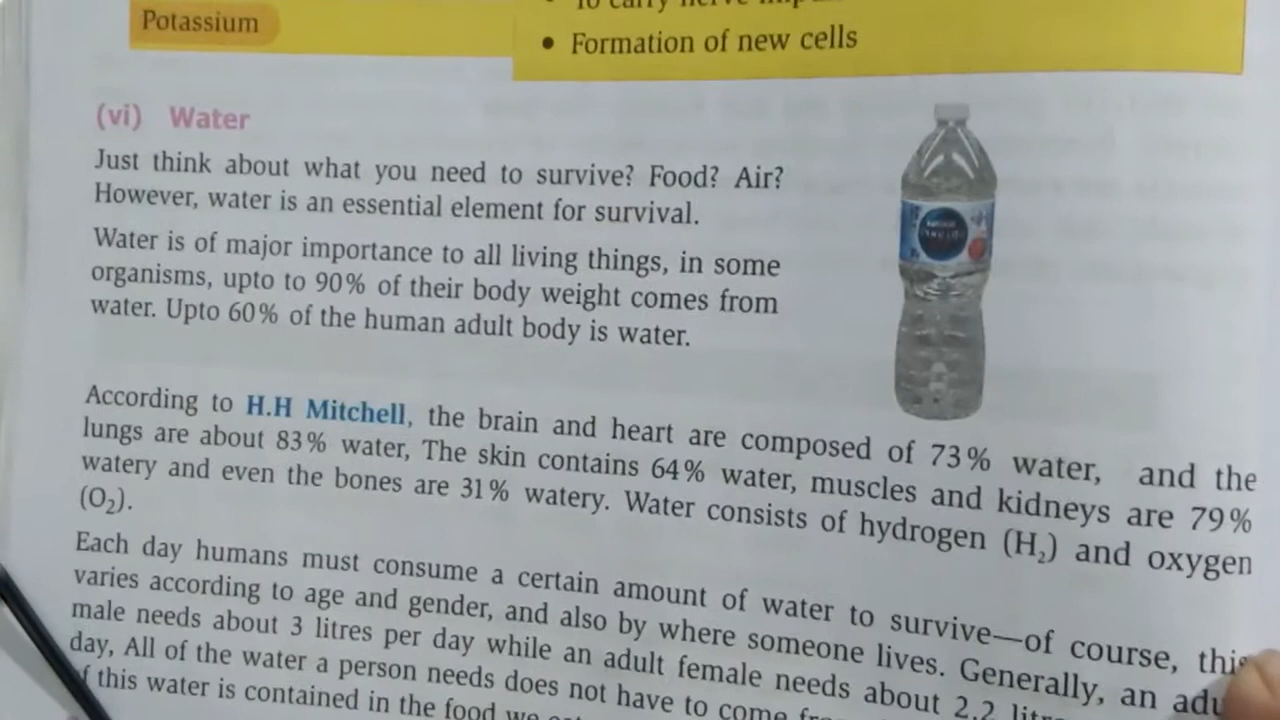 Potassium
To carry nerve
• Formation of new cells
(vi) Water
Just think about what you need to survive? Food? Air?
However, water is an essential element for survival.
Water is of major importance to all living things, in some
organisms, upto to 90% of their body weight comes from
water. Upto 60% of the human adult body is water.
According to H.H Mitchell, the brain and heart are composed of 73% water, and the
lungs are about 83% water, The skin contains 64% water, muscles and kidneys are 79%
watery and even the bones are 31% watery. Water consists of hydrogen (H₂) and oxygen
(O₂).
Each day humans must consume a certain amount of water to survive—of course, this
varies according to age and gender, and also by where someone lives. Generally, an
male needs about 3 litres per day while an adult female needs about 2.2
day, All of the water a person needs does not have to come
this water is contained in the food we